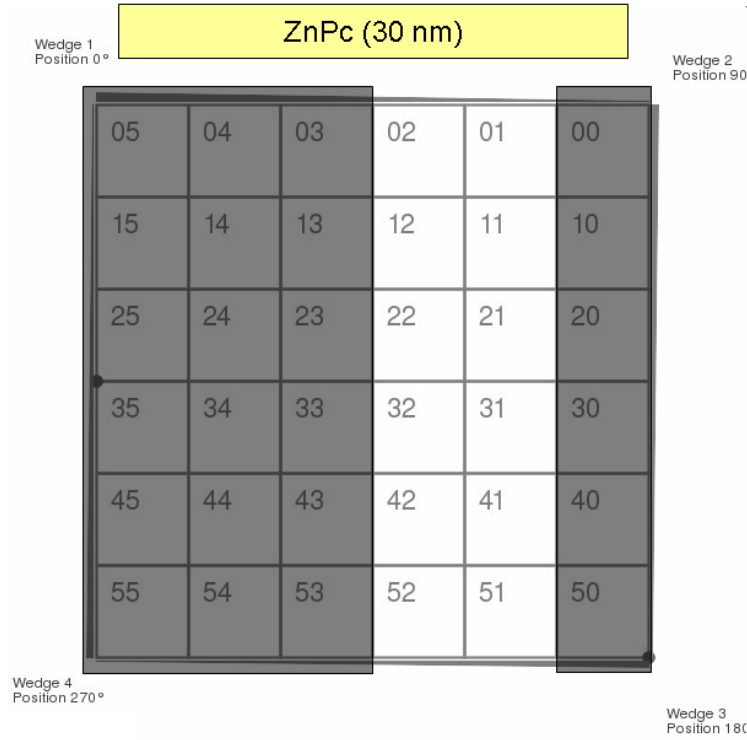 ZnPc (30 nm)
Wedge 1
Position 0°
Wedge 2
Position 90
05 04 03 02 01 00
15 14 13 12 11 10
25 24 23 22 21 20
35 34 33 32 31 30
45 44 43 42 41 40
55 54 53 52 51 50
Wedge 4
Position 270°
Wedge 3
Position 180